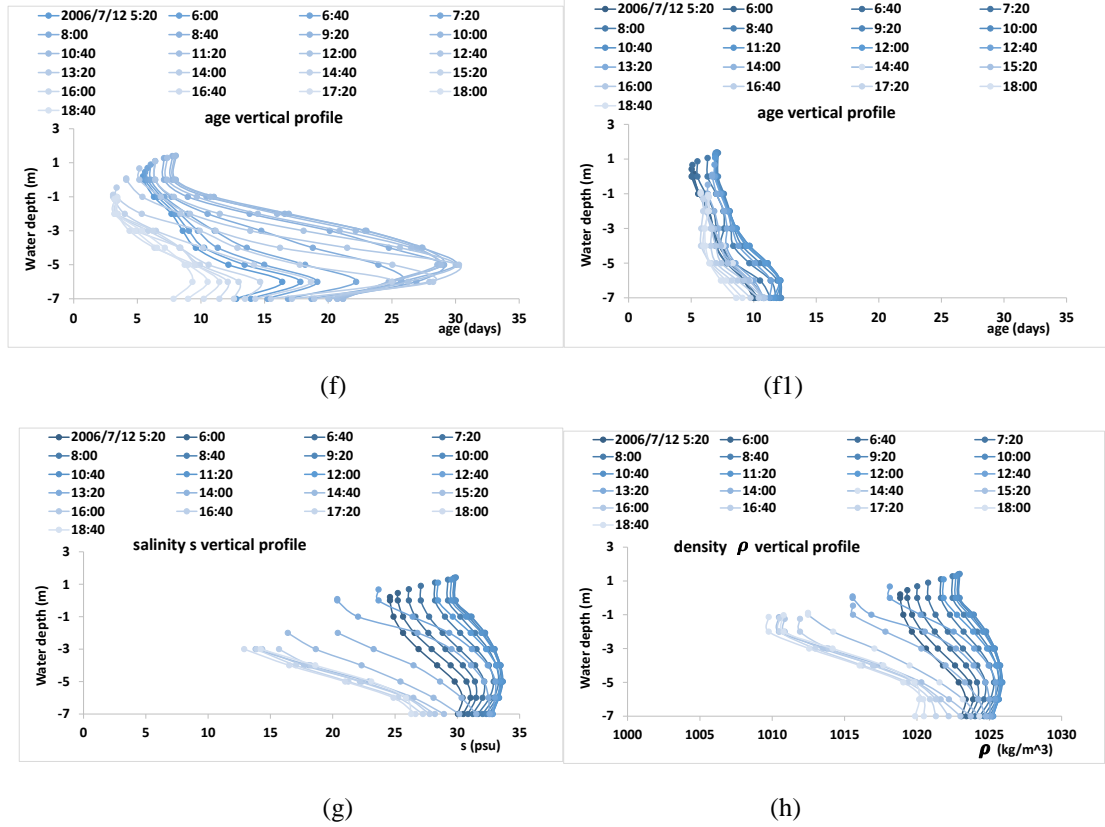 2006/7/12 5:20 6:00 6:40 7:20
8:00 8:40 9:20 10:00
10:40 11:20 12:00 12:40
13:20 14:00 14:40 15:20
16:00 16:40 17:20 18:00
18:40
age vertical profile
Water depth (m)
3
1
-1
-3
-5
-7
0 5 10 15 20 25 30 35
age (days)
(f)
2006/7/12 5:20 6:00 6:40 7:20
8:00 8:40 9:20 10:00
10:40 11:20 12:00 12:40
13:20 14:00 14:40 15:20
16:00 16:40 17:20 18:00
18:40
age vertical profile
Water depth (m)
3
1
-1
-3
-5
-7
0 5 10 15 20 25 30 35
age (days)
(f1)
2006/7/12 5:20 6:00 6:40 7:20
8:00 8:40 9:20 10:00
10:40 11:20 12:00 12:40
13:20 14:00 14:40 15:20
16:00 16:40 17:20 18:00
18:40
salinity s vertical profile
Water depth (m)
3
1
-1
-3
-5
-7
0 5 10 15 20 25 30 35
s (psu)
(g)
2006/7/12 5:20 6:00 6:40 7:20
8:00 8:40 9:20 10:00
10:40 11:20 12:00 12:40
13:20 14:00 14:40 15:20
16:00 16:40 17:20 18:00
18:40
density ρ vertical profile
Water depth (m)
3
1
-1
-3
-5
-7
1000 1005 1010 1015 1020 1025 1030
ρ (kg/m^3)
(h)